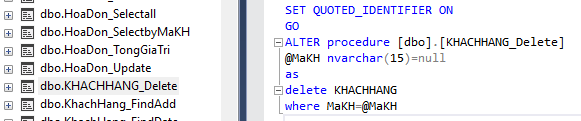 dbo.HoaDon_Selectall
dbo.HoaDon_SelectbyMaKH
dbo.HoaDon_TongGiaTri
dbo.HoaDon_Update
dbo.KHACHHANG_Delete
dbo.KhachHang_FindAdd
SET QUOTED_IDENTIFIER ON
GO
ALTER procedure [dbo].[KHACHHANG_Delete]
@MaKH nvarchar(15)=null
as
delete KHACHHANG
where MaKH=@MaKH